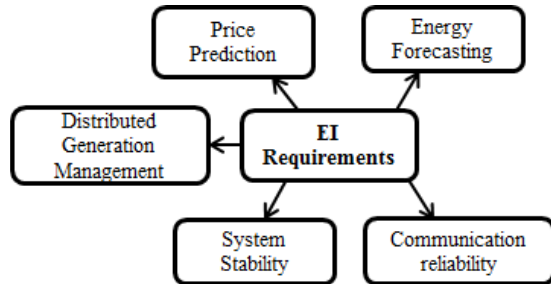 Price
Prediction
Energy
Forecasting
Distributed
Generation
Management
EI
Requirements
System
Stability
Communication
reliability